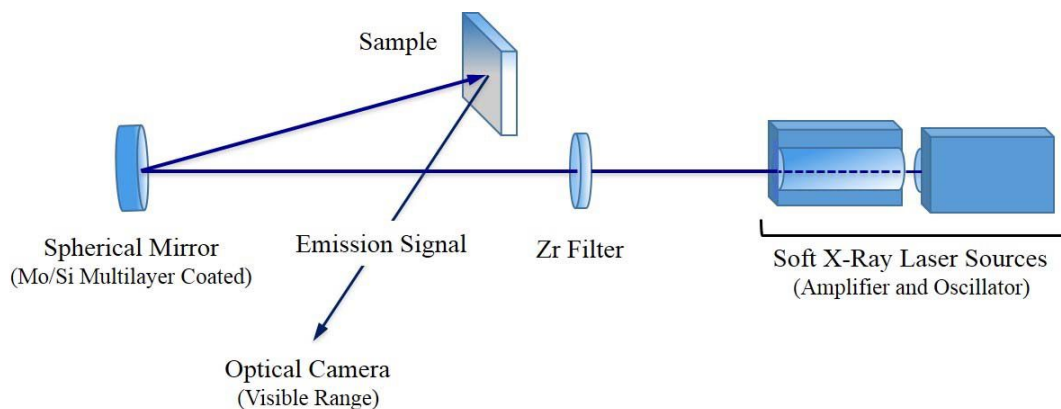 Sample
Spherical Mirror
(Mo/Si Multilayer Coated)
Emission Signal
Zr Filter
Soft X-Ray Laser Sources
(Amplifier and Oscillator)
Optical Camera
(Visible Range)